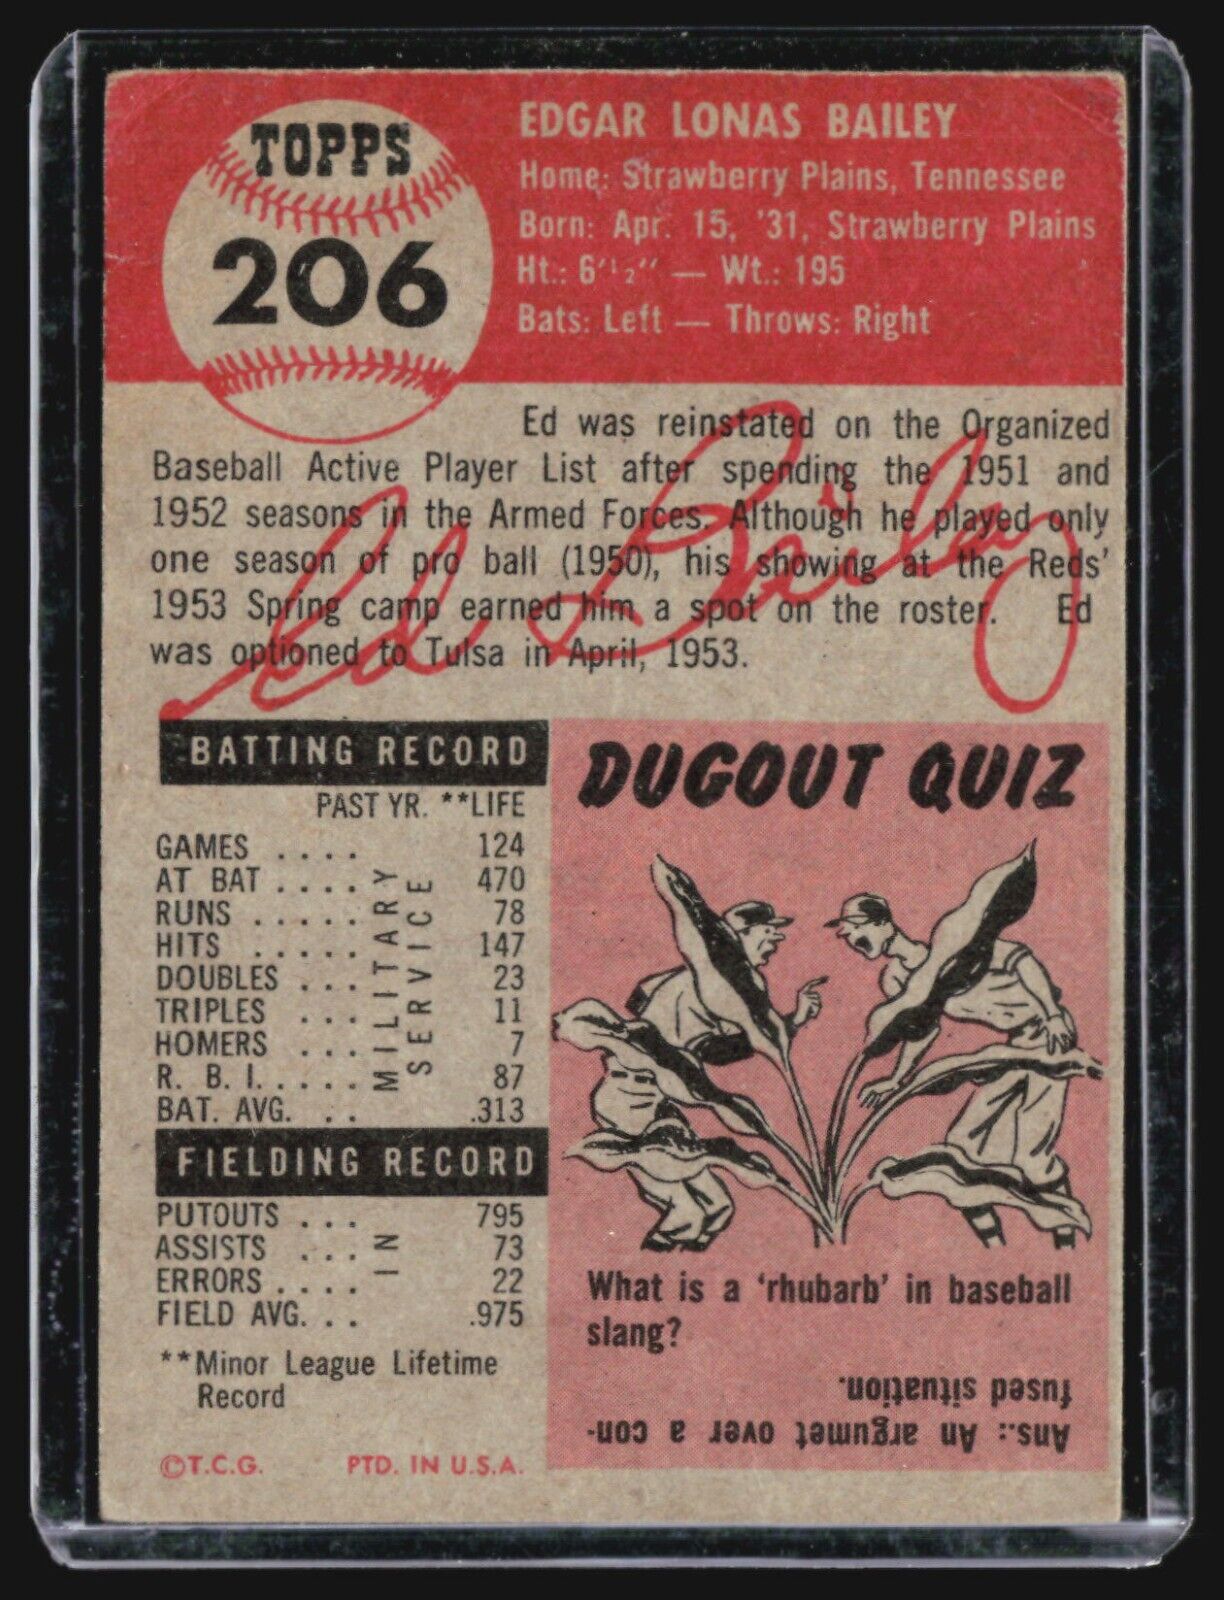 TOPPS
206
EDGAR LONAS BAILEY
Home: Strawberry Plains, Tennessee
Born: Apr. 15, '31, Strawberry Plains
Ht.: 6'½" — Wt.: 195
Bats: Left — Throws: Right
Ed was reinstated on the Organized
Baseball Active Player List after spending the 1951 and
1952 seasons in the Armed Forces. Although he played only
one season of pro ball (1950), his showing at the Reds'
1953 Spring camp earned him a spot on the roster. Ed
was optioned to Tulsa in April, 1953.
Ed Bailey
BATTING RECORD
PAST YR. **LIFE
GAMES .... 124
AT BAT .... 470
RUNS ..... 78
HITS ..... 147
DOUBLES ... 23
TRIPLES ... 11
HOMERS ... 7
R. B. I. .... 87
BAT. AVG. ... .313
FIELDING RECORD
PUTOUTS ... 795
ASSISTS ... 73
ERRORS .... 22
FIELD AVG. ... .975
IN MILITARY
SERVICE
**Minor League Lifetime
Record
©T.C.G. PTD. IN U.S.A.
DUGOUT QUIZ
What is a 'rhubarb' in baseball
slang?
Ans.: An argumet over a con-
fused situation.